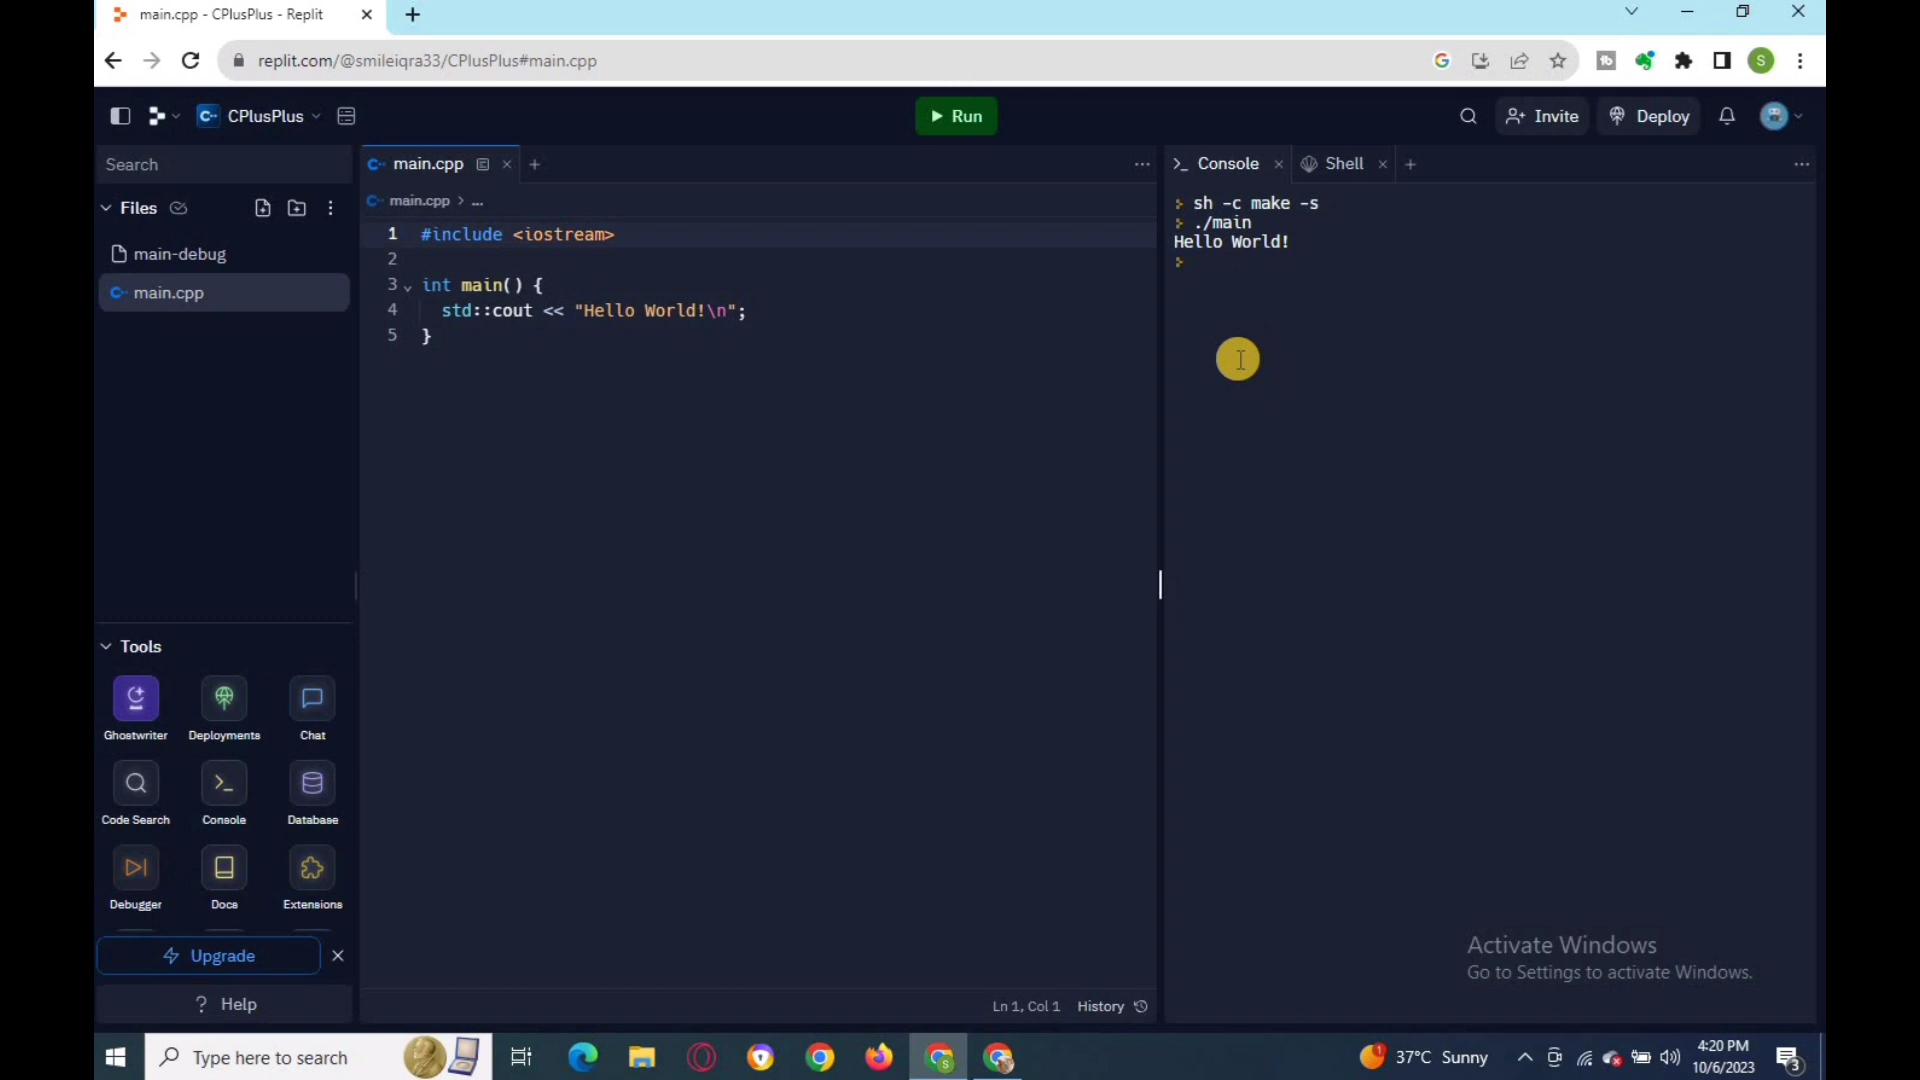 main.cpp - CPlusPlus - Replit
replit.com/@smileiqra33/CPlusPlus#main.cpp
S
CPlusPlus
Run
Invite
Deploy
Search
Files
main-debug
main.cpp
main.cpp
main.cpp > ...
1 #include <iostream>
2
3 int main() {
4 std::cout << "Hello World!\n";
5 }
Console
Shell
sh -c make -s
./main
Hello World!
Tools
Ghostwriter Deployments Chat
Code Search Console Database
Debugger Docs Extensions
Upgrade
? Help
Ln 1, Col 1 History
Activate Windows
Go to Settings to activate Windows.
Type here to search
1
37°C Sunny
4:20 PM
10/6/2023
3